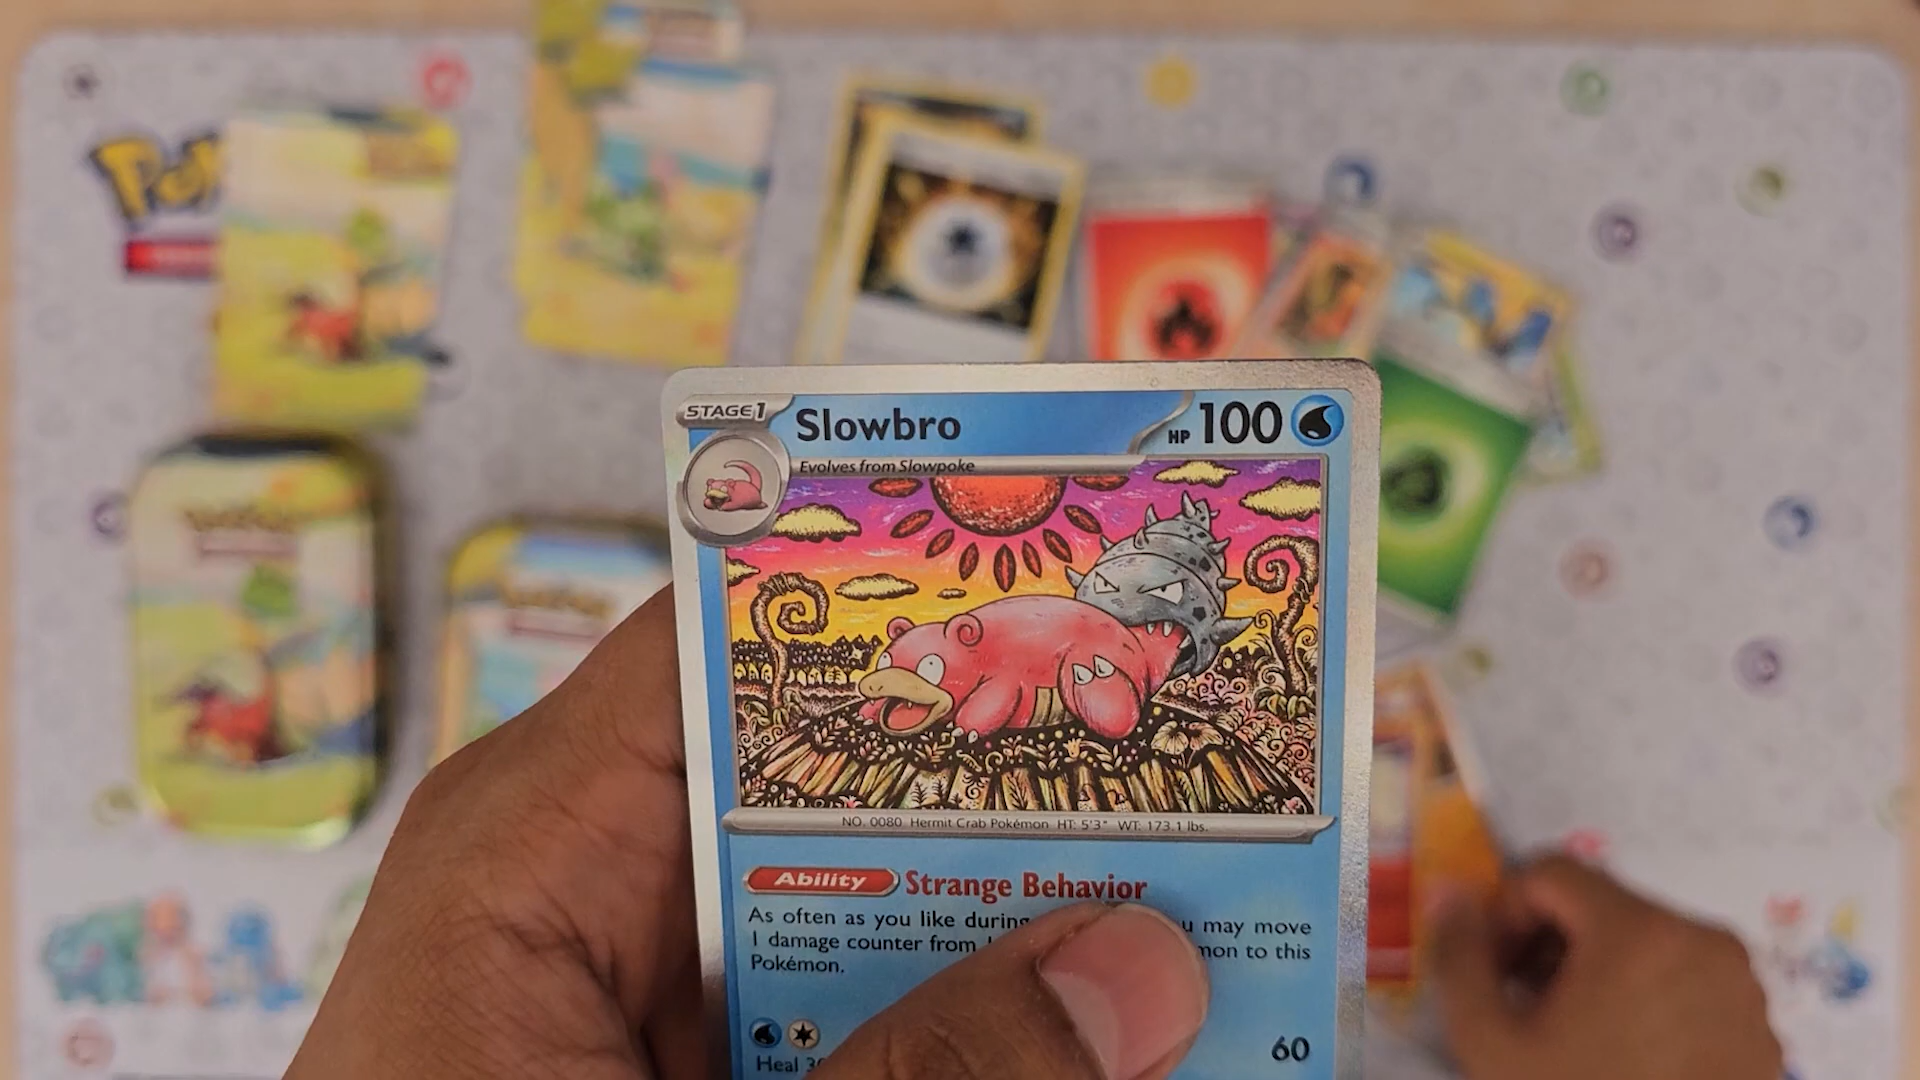 STAGE1
Slowbro
HP 100
Evolves from Slowpoke
NO. 0080 Hermit Crab Pokémon HT: 5'3" WT: 173.1 lbs.
Ability Strange Behavior
As often as you like during u may move
1 damage counter from mon to this
Pokémon.
60
Heal